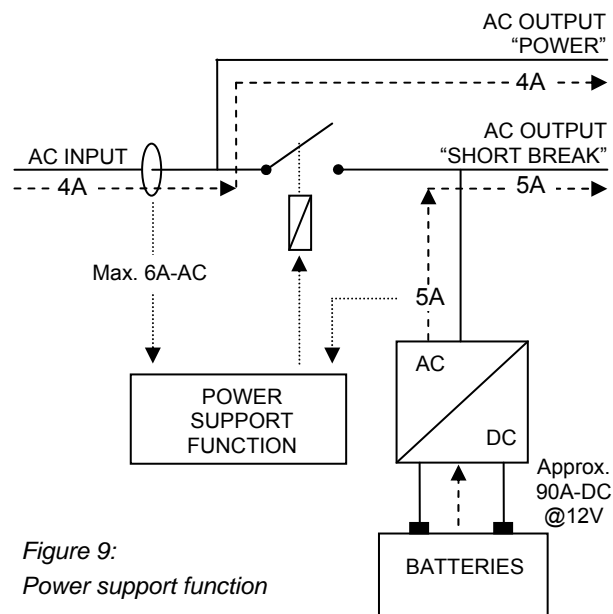 AC OUTPUT
“POWER”
4A
AC OUTPUT
“SHORT BREAK”
AC INPUT
4A
5A
Max. 6A-AC
5A
POWER
SUPPORT
FUNCTION
AC
DC
Approx.
90A-DC
@12V
BATTERIES
Figure 9:
Power support function